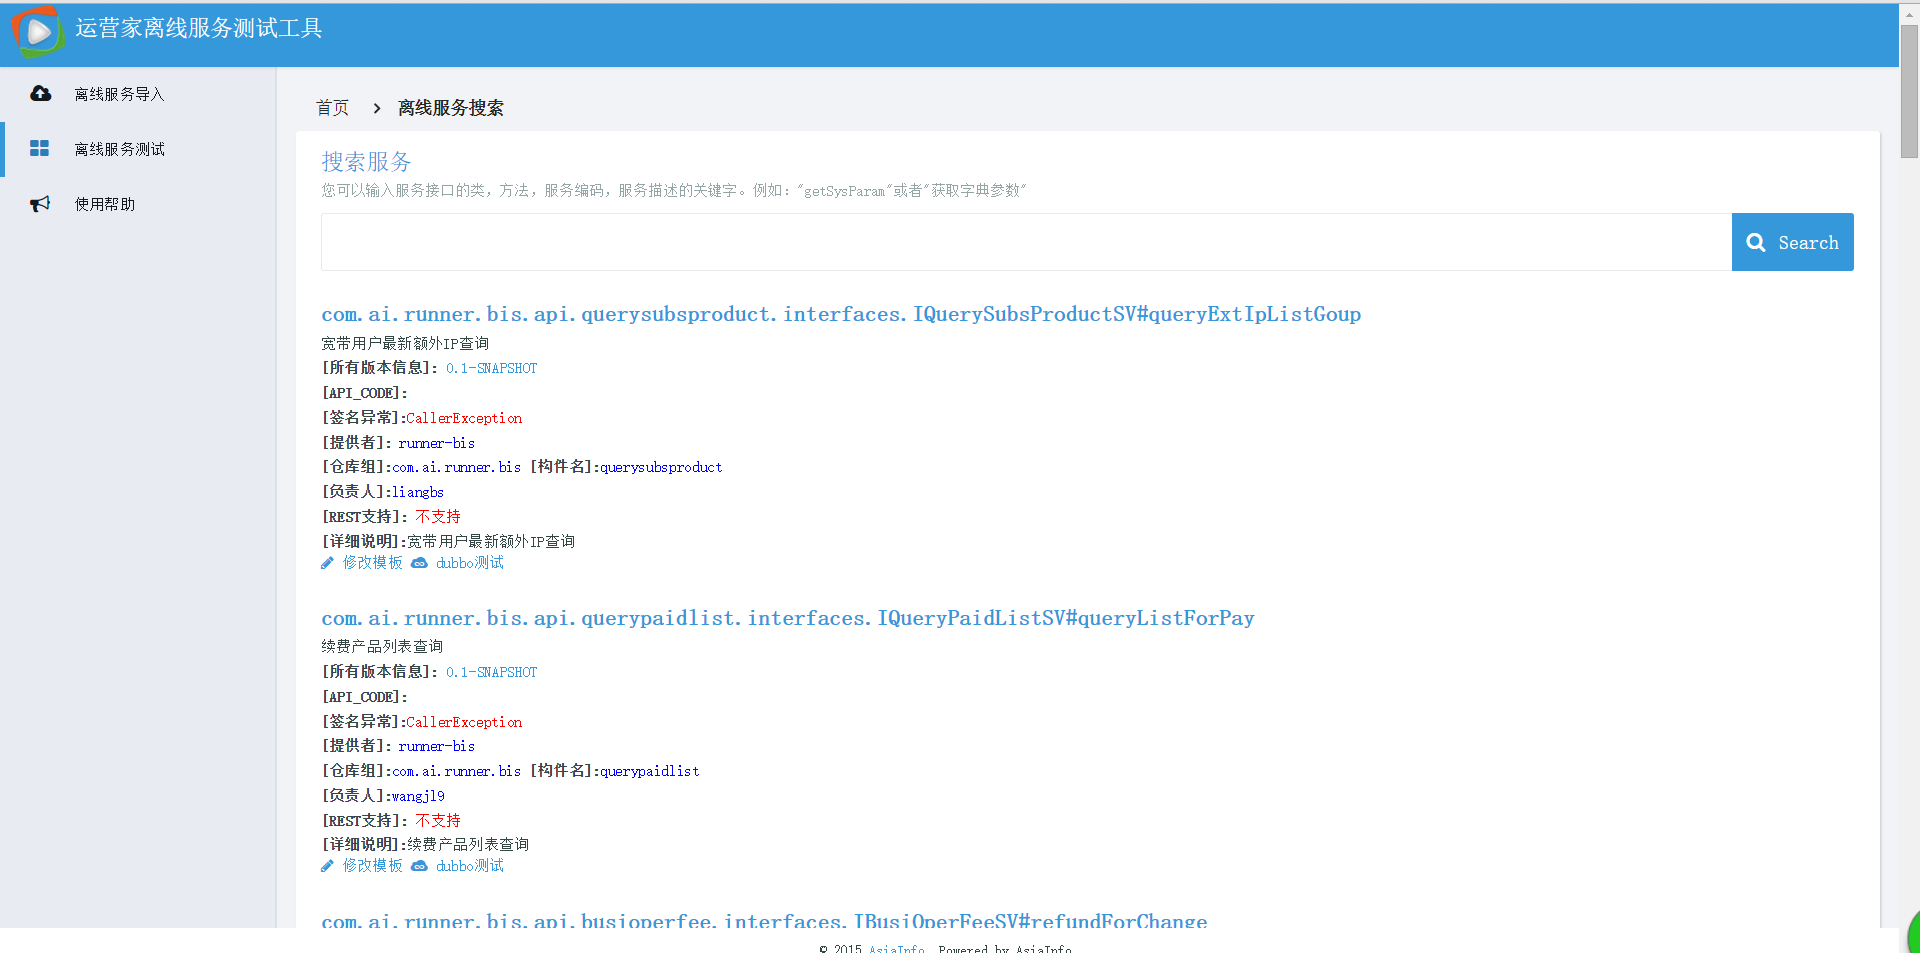 运营家离线服务测试工具
离线服务导入
离线服务测试
使用帮助
首页 > 离线服务搜索
搜索服务
您可以输入服务接口的类，方法，服务编码，服务描述的关键字。例如："getSysParam"或者"获取字典参数"
Search
com.ai.runner.bis.api.querysubsproduct.interfaces.IQuerySubsProductSV#queryExtIpListGoup
宽带用户最新额外IP查询
[所有版本信息]: 0.1-SNAPSHOT
[API_CODE]:
[签名异常]:CallerException
[提供者]: runner-bis
[仓库组]:com.ai.runner.bis [构件名]:querysubsproduct
[负责人]:liangbs
[REST支持]: 不支持
[详细说明]:宽带用户最新额外IP查询
修改模板 dubbo测试
com.ai.runner.bis.api.querypaidlist.interfaces.IQueryPaidListSV#queryListForPay
续费产品列表查询
[所有版本信息]: 0.1-SNAPSHOT
[API_CODE]:
[签名异常]:CallerException
[提供者]: runner-bis
[仓库组]:com.ai.runner.bis [构件名]:querypaidlist
[负责人]:wangjl9
[REST支持]: 不支持
[详细说明]:续费产品列表查询
修改模板 dubbo测试
com.ai.runner.bis.api.busioperfee.interfaces.IBusiOperFeeSV#refundForChange
© 2015 AsiaInfo. Powered by AsiaInfo